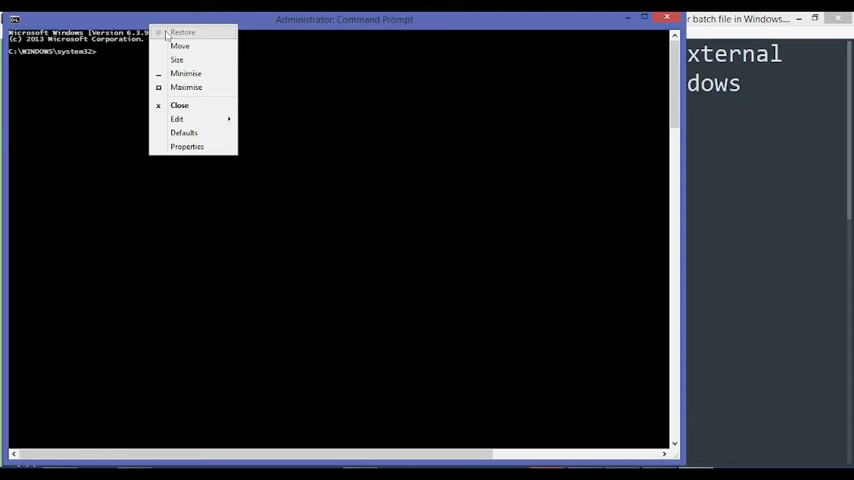 Administrator: Command Prompt
r batch file in Windows....
Microsoft Windows [Version 6.3.9
(c) 2013 Microsoft Corporation.
C:\WINDOWS\system32>
Restore
Move
Size
Minimise
Maximise
Close
Edit
Defaults
Properties
xternal
dows